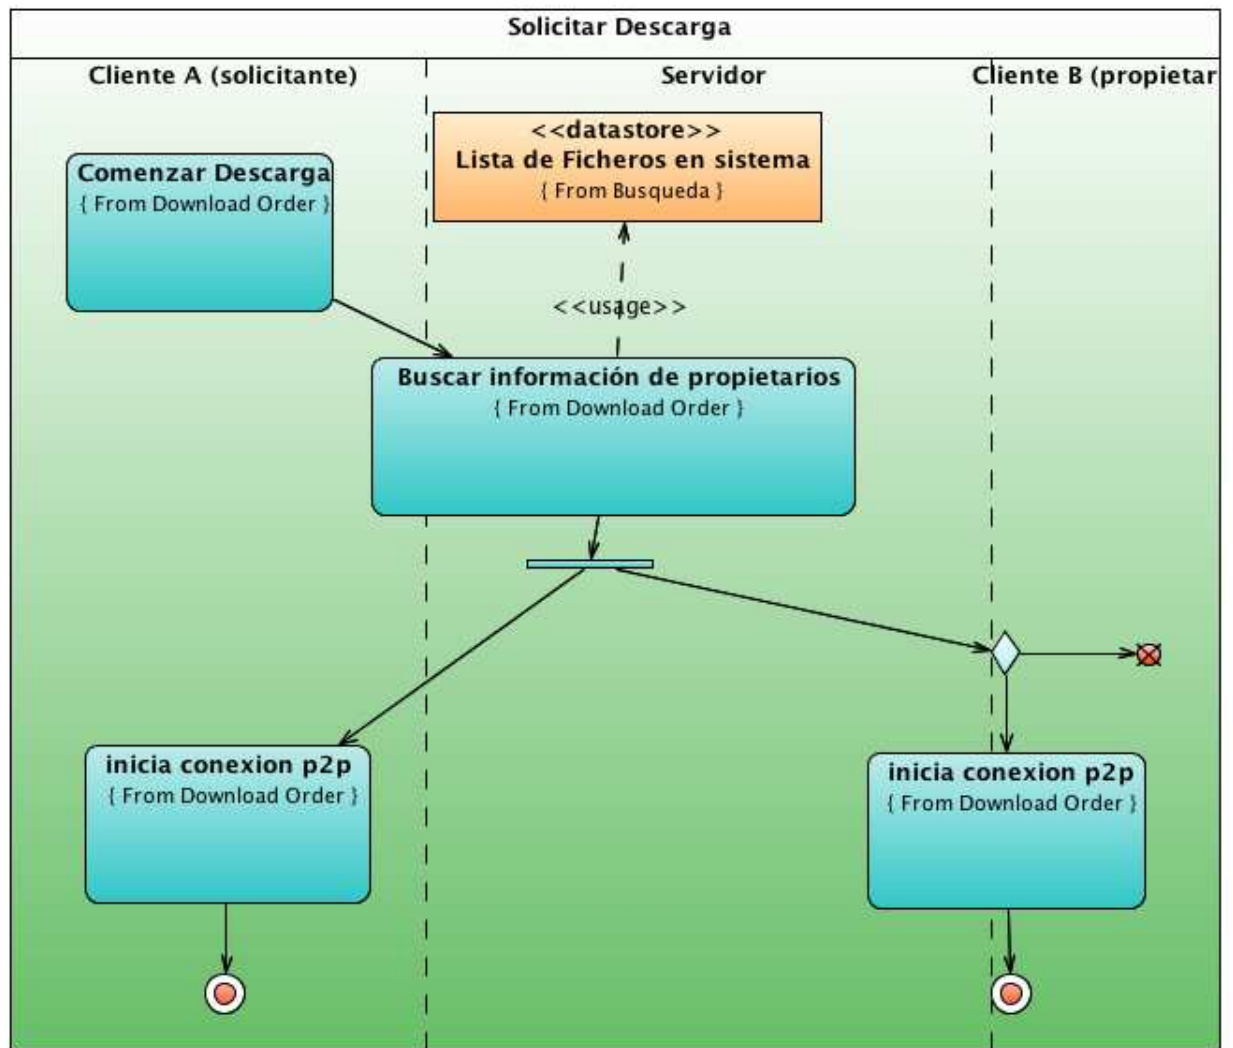 Solicitar Descarga
Cliente A (solicitante)
Servidor
Cliente B (propietar
<<datastore>>
Lista de Ficheros en sistema
{ From Busqueda }
Comenzar Descarga
{ From Download Order }
<<usage>>
Buscar información de propietarios
{ From Download Order }
inicia conexion p2p
{ From Download Order }
inicia conexion p2p
{ From Download Order }